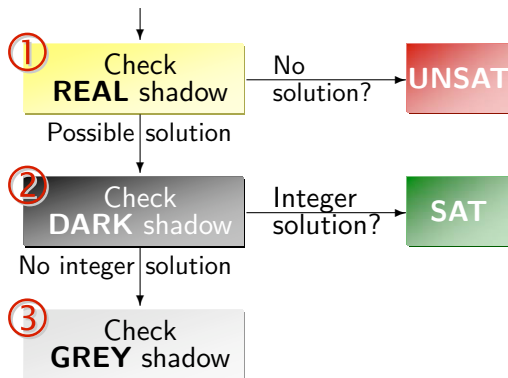 ①
Check
REAL shadow
No
solution?
UNSAT
Possible solution
②
Check
DARK shadow
Integer
solution?
SAT
No integer solution
③
Check
GREY shadow